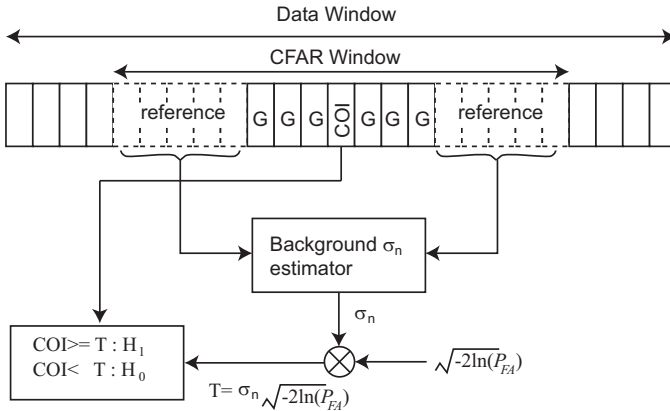 Data Window
CFAR Window
reference G G G COI G G G reference
Background σn
estimator
σn
COI>= T : H1
COI< T : H0
T= σn√-2ln(PFA)
√-2ln(PFA)